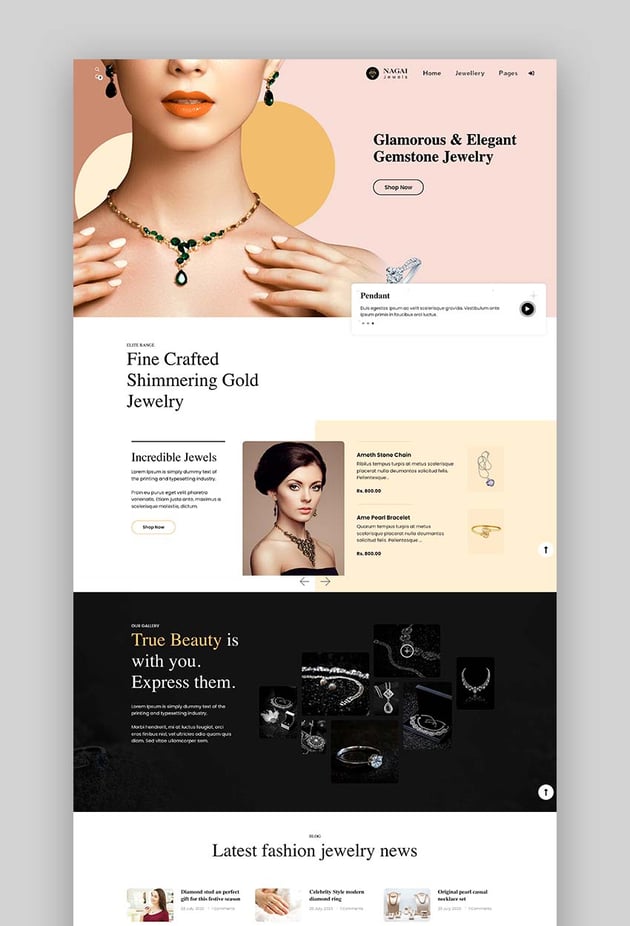 NAGAI
jewels
Home
Jewellery
Pages
Glamorous & Elegant
Gemstone Jewelry
Shop Now
Pendant
Duis egestas ipsum ac velit scelerisque gravida. Vestibulum ante
ipsum primis in faucibus orci luctus.
ELITE RANGE
Fine Crafted
Shimmering Gold
Jewelry
Incredible Jewels
Lorem Ipsum is simply dummy text of
the printing and typesetting industry.
Proin eu purus eget velit pharetra
venenatis. Etiam justo ante, maximus a
scelerisque molestie, dictum.
Shop Now
Ameth Stone Chain
Ribilus tempus turpis at metus scelerisque
placerat nulla deumantos solicitud felis.
Pellentesque...
Rs. 800.00
Ame Pearl Bracelet
Quorum tempus turpis at metus
scelerisque placerat nulla deumantos
solicitud felis. Pellentesque ...
Rs. 800.00
OUR GALLERY
True Beauty is
with you.
Express them.
Lorem Ipsum is simply dummy text of the
printing and typesetting industry.
Morbi hendrerit, mi at luctus feugiat, orci
eros finibus nisl, vel ultricies odio quam quis
diam. Sed vitae ullamcorper sem.
BLOG
Latest fashion jewelry news
Diamond stud an perfect
gift for this festive season
Celebrity Style modern
diamond ring
Original pearl casual
necklace set